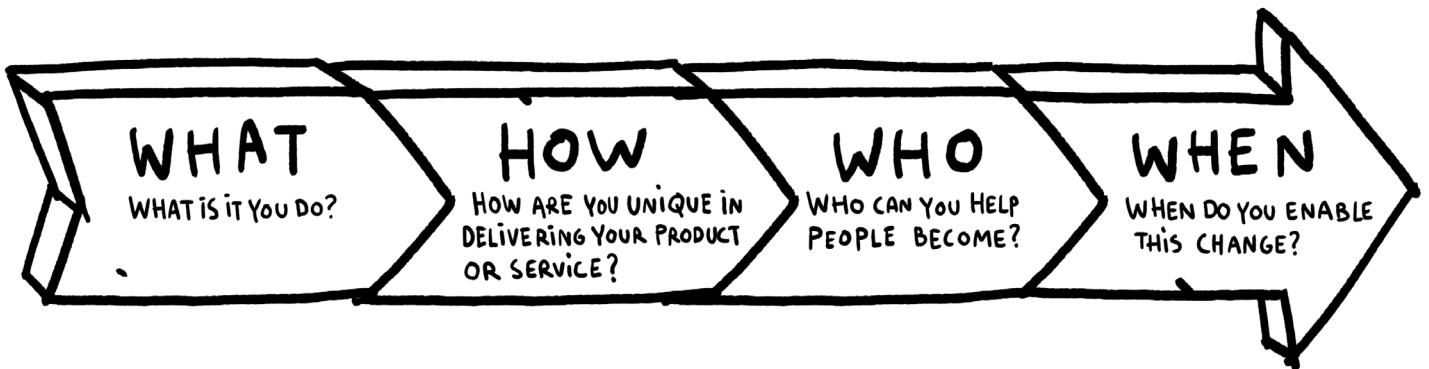 WHAT
WHAT iS iT YOU DO?
HOW
HOW ARE YOU UNiQUE iN
DELiVERiNG YOUR PRODUCT
OR SERViCE?
WHO
WHO CAN YOU HELP
PEOPLE BECOME?
WHEN
WHEN DO YOU ENABLE
THiS CHANGE?